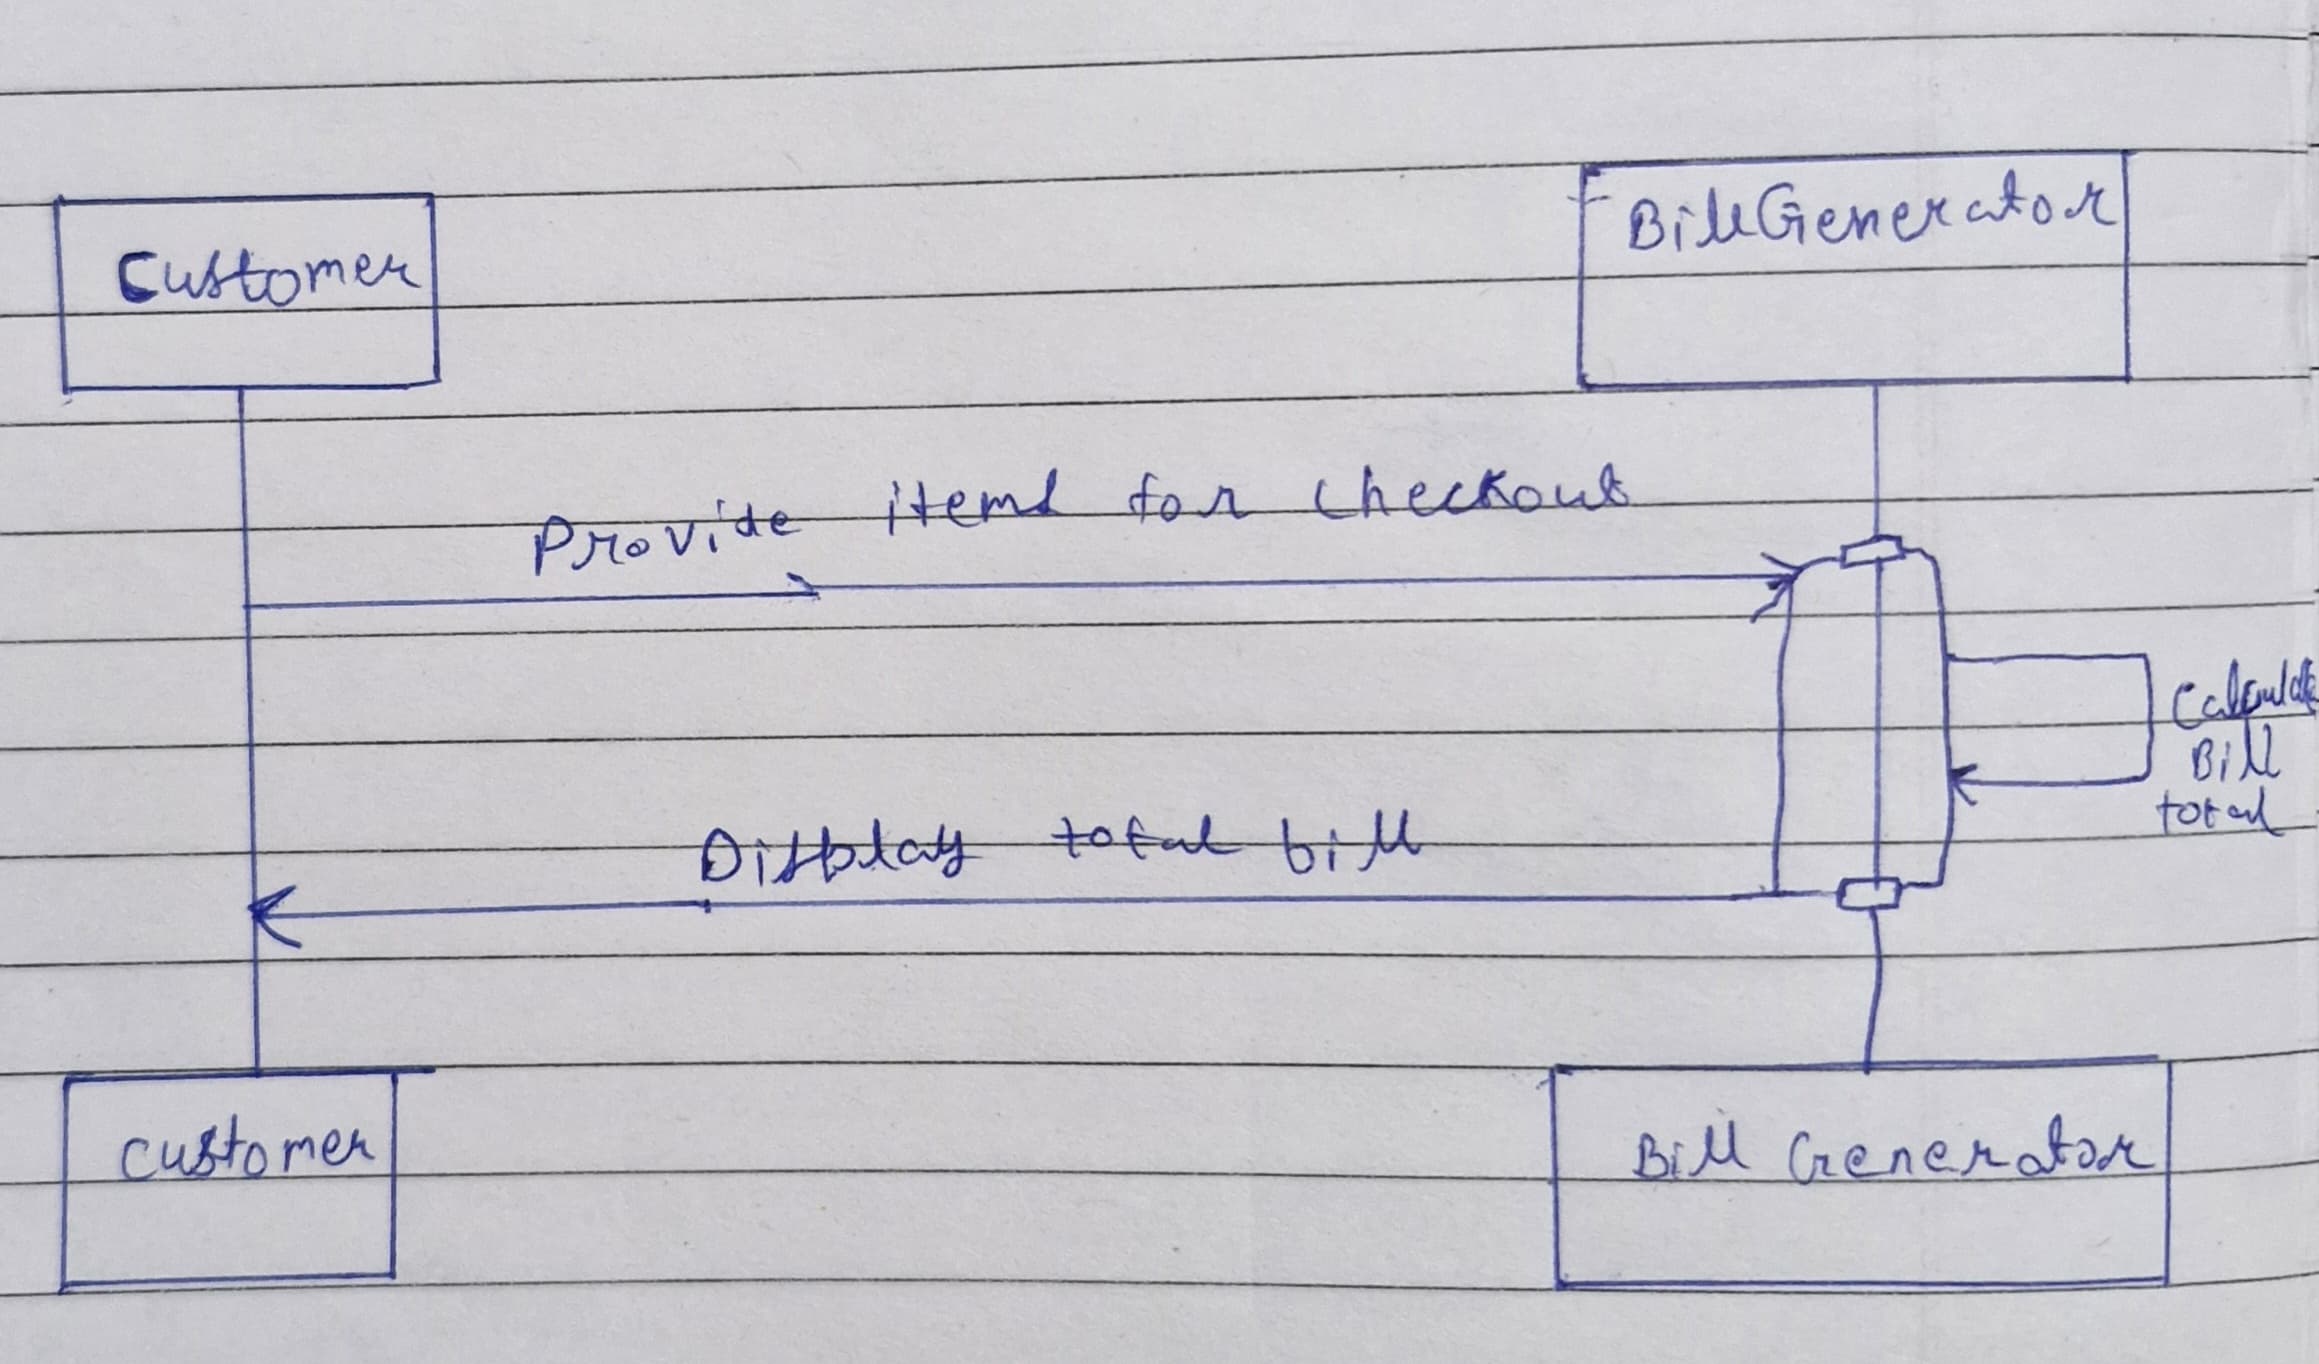 Customer
BillGenerator
Provide items for checkout
Calculate
Bill
total
Display total bill
customer
Bill Generator